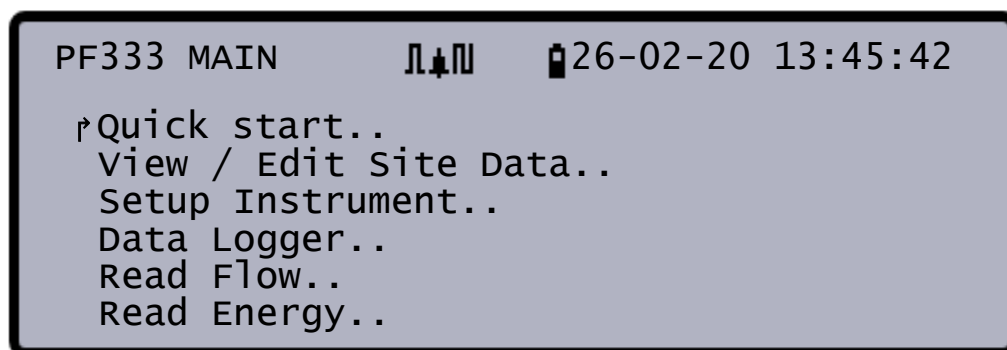 PF333 MAIN 26-02-20 13:45:42
Quick start..
View / Edit Site Data..
Setup Instrument..
Data Logger..
Read Flow..
Read Energy..